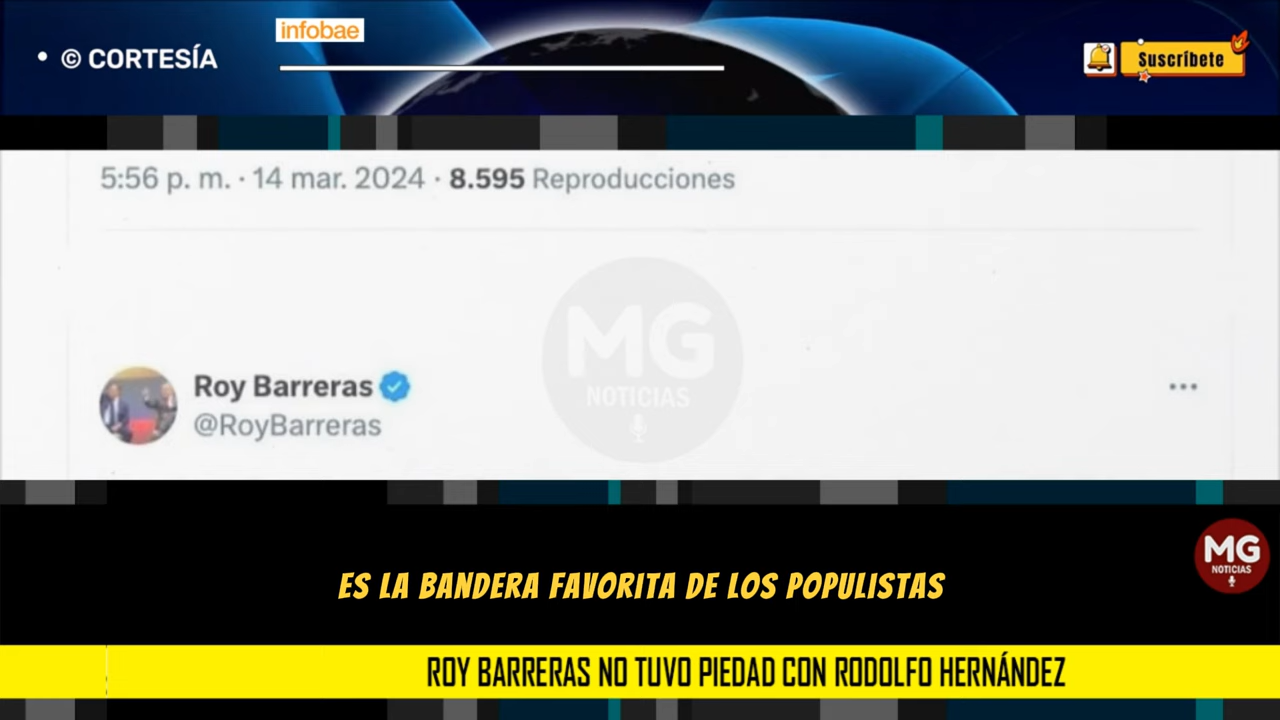 infobae
• © CORTESÍA
Suscríbete
5:56 p. m. · 14 mar. 2024 · 8.595 Reproducciones
MG
NOTICIAS
Roy Barreras
@RoyBarreras
MG
NOTICIAS
ES LA BANDERA FAVORITA DE LOS POPULISTAS
ROY BARRERAS NO TUVO PIEDAD CON RODOLFO HERNÁNDEZ